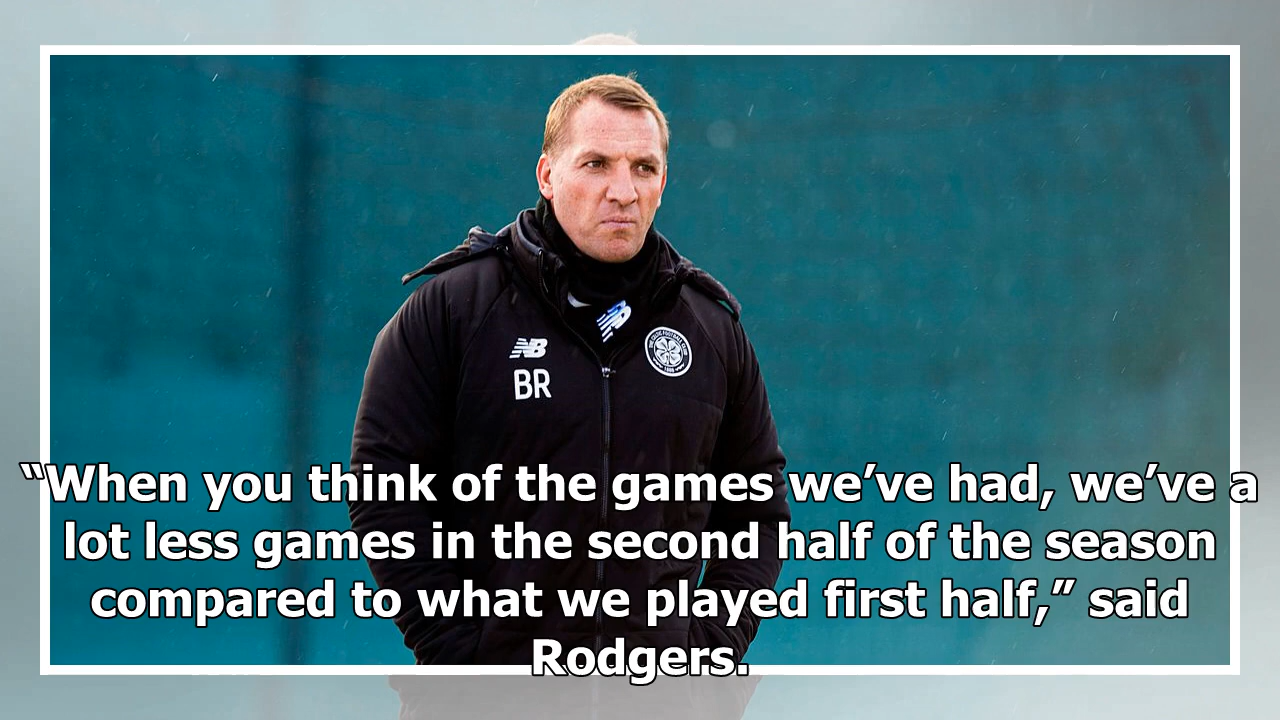 NB
NB
BR
“When you think of the games we’ve had, we’ve a
lot less games in the second half of the season
compared to what we played first half,” said
Rodgers.